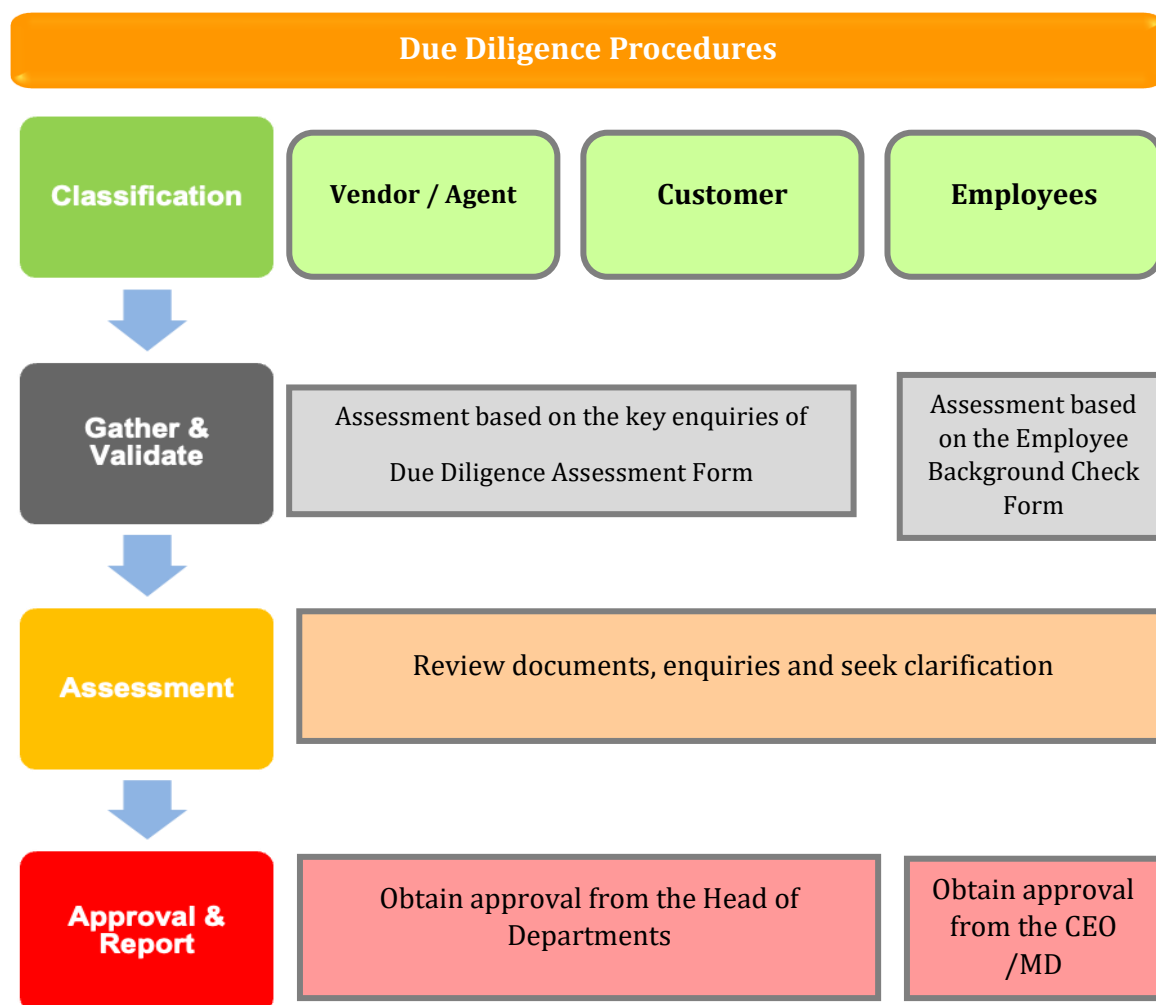 Due Diligence Procedures
Classification
Vendor / Agent
Customer
Employees
Gather &
Validate
Assessment based on the key enquiries of
Due Diligence Assessment Form
Assessment based
on the Employee
Background Check
Form
Assessment
Review documents, enquiries and seek clarification
Approval &
Report
Obtain approval from the Head of
Departments
Obtain approval
from the CEO
/MD